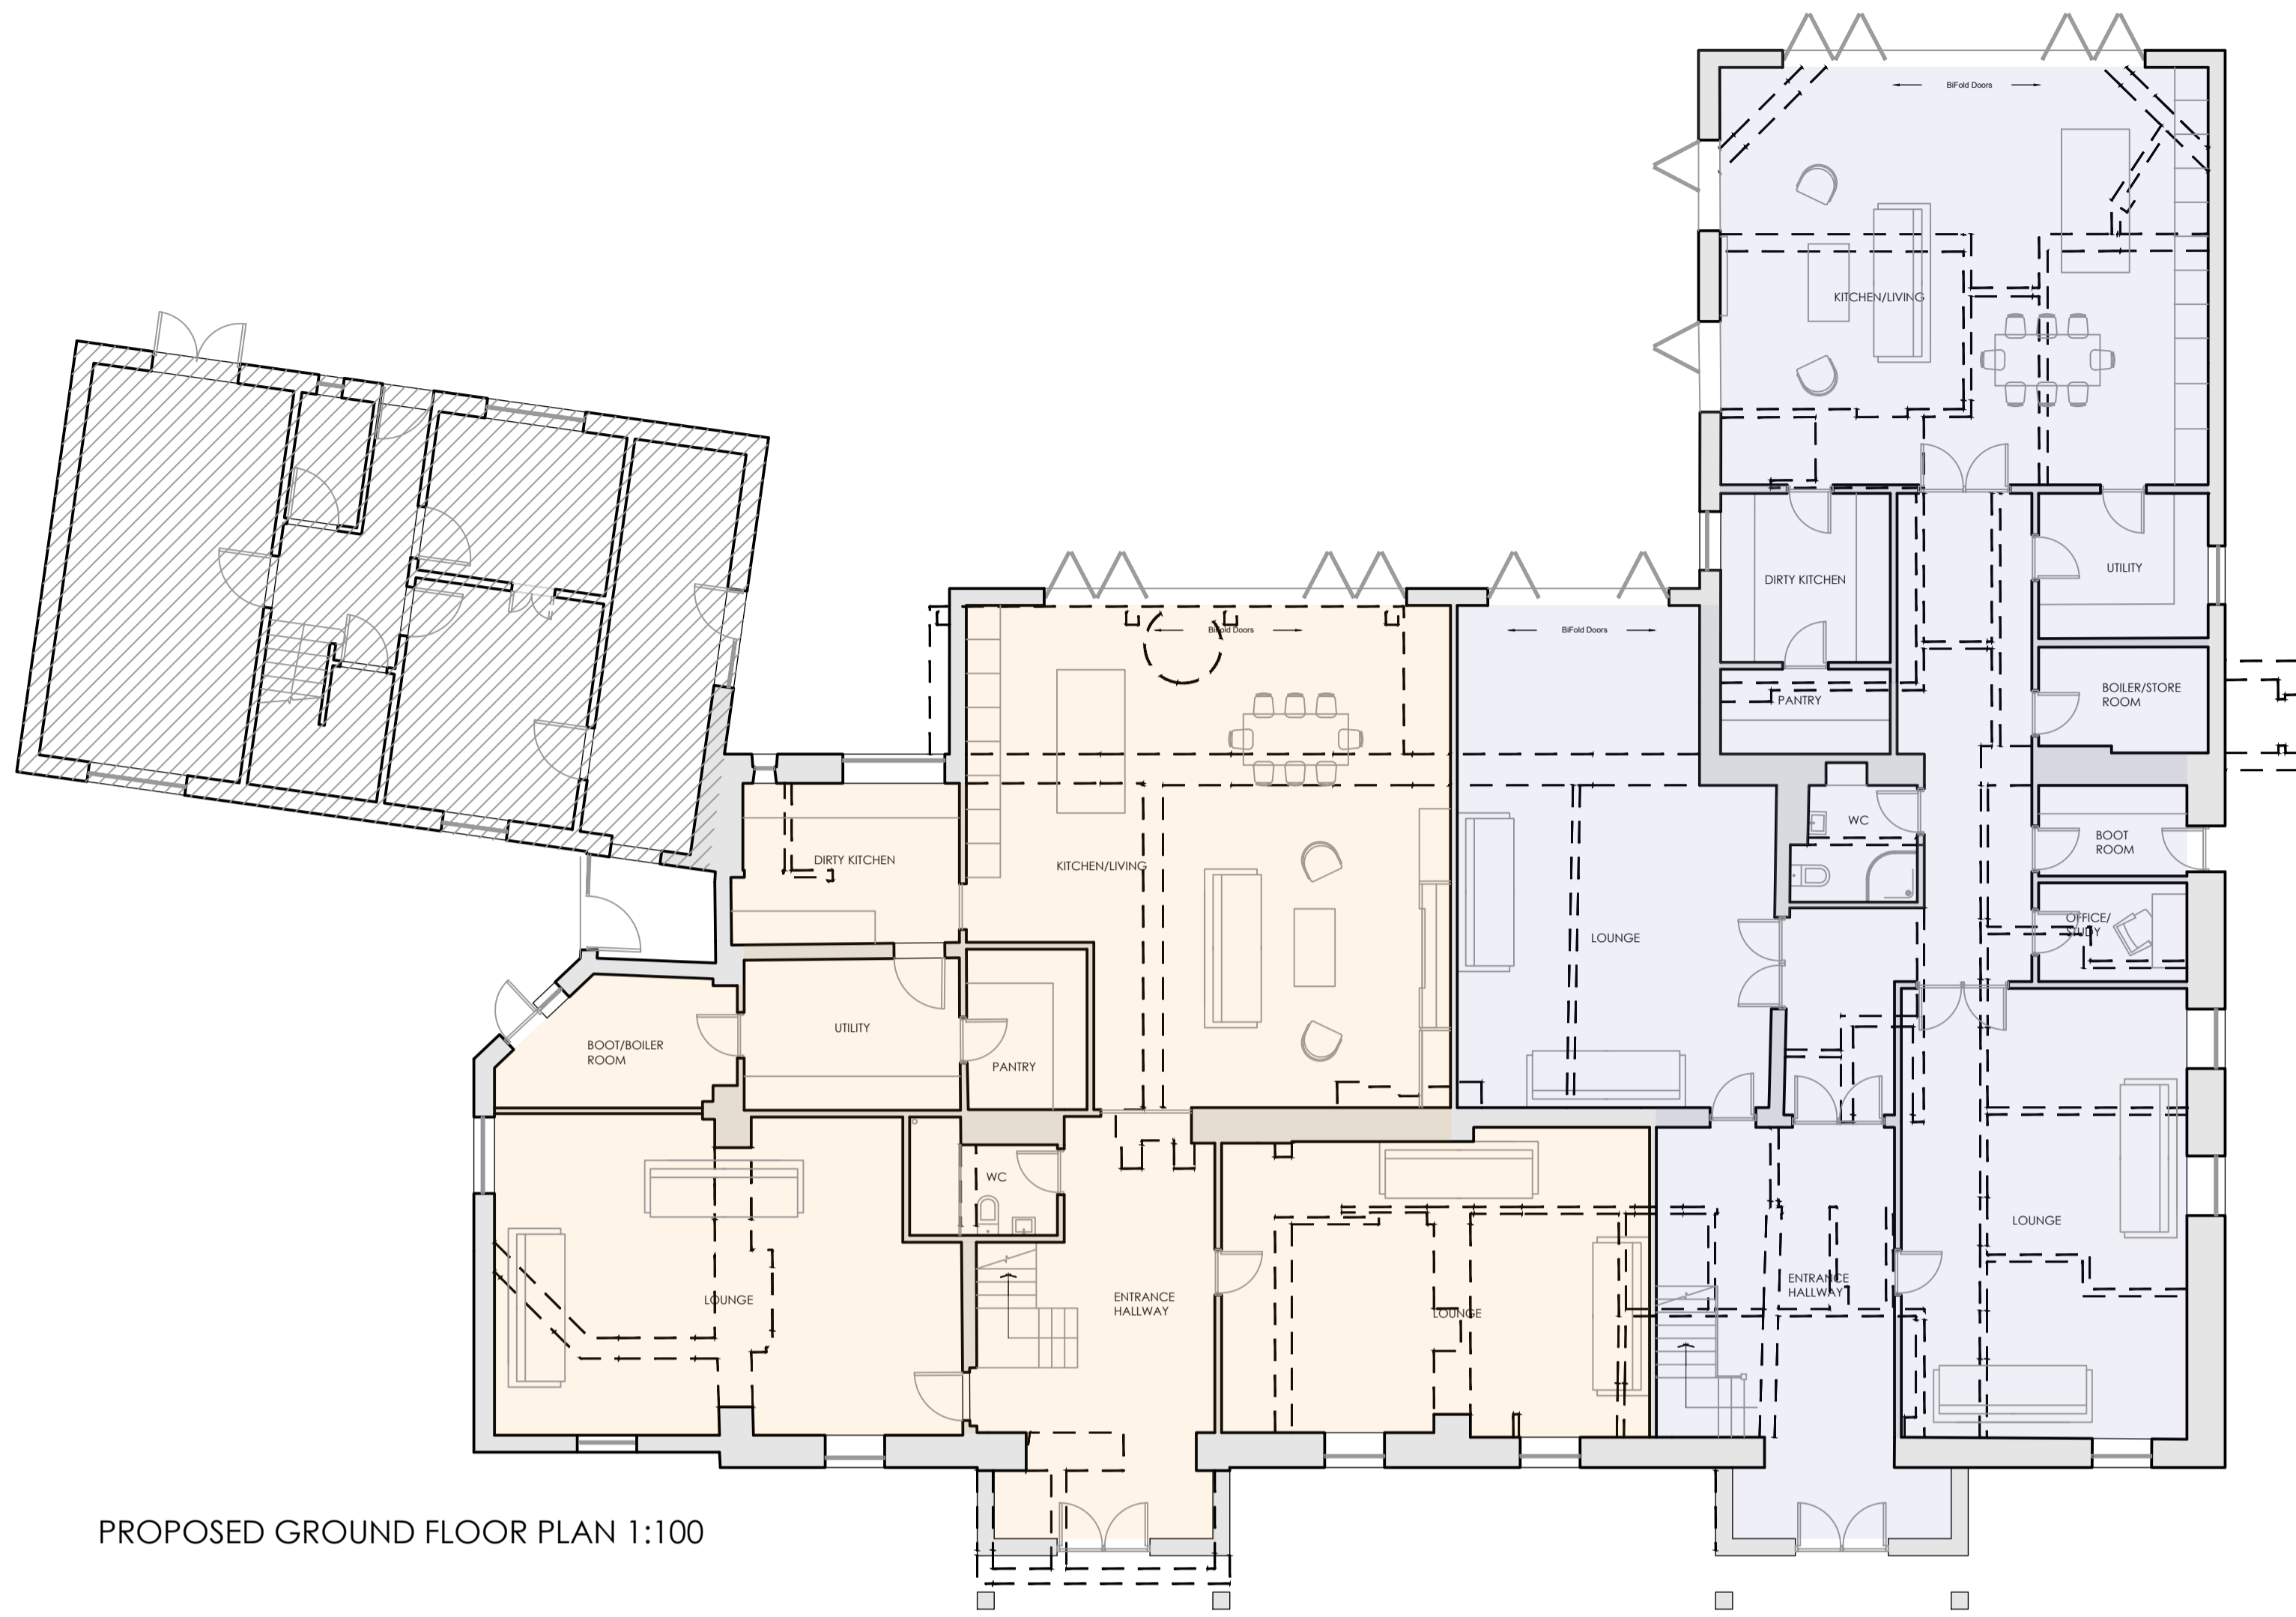 BiFold Doors
KITCHEN/LIVING
DIRTY KITCHEN
UTILITY
BiFold Doors
BiFold Doors
BOILER/STORE
ROOM
PANTRY
WC
BOOT
ROOM
DIRTY KITCHEN
KITCHEN/LIVING
LOUNGE
OFFICE/
STUDY
UTILITY
BOOT/BOILER
ROOM
PANTRY
WC
LOUNGE
LOUNGE
ENTRANCE
HALLWAY
LOUNGE
ENTRANCE
HALLWAY
PROPOSED GROUND FLOOR PLAN 1:100